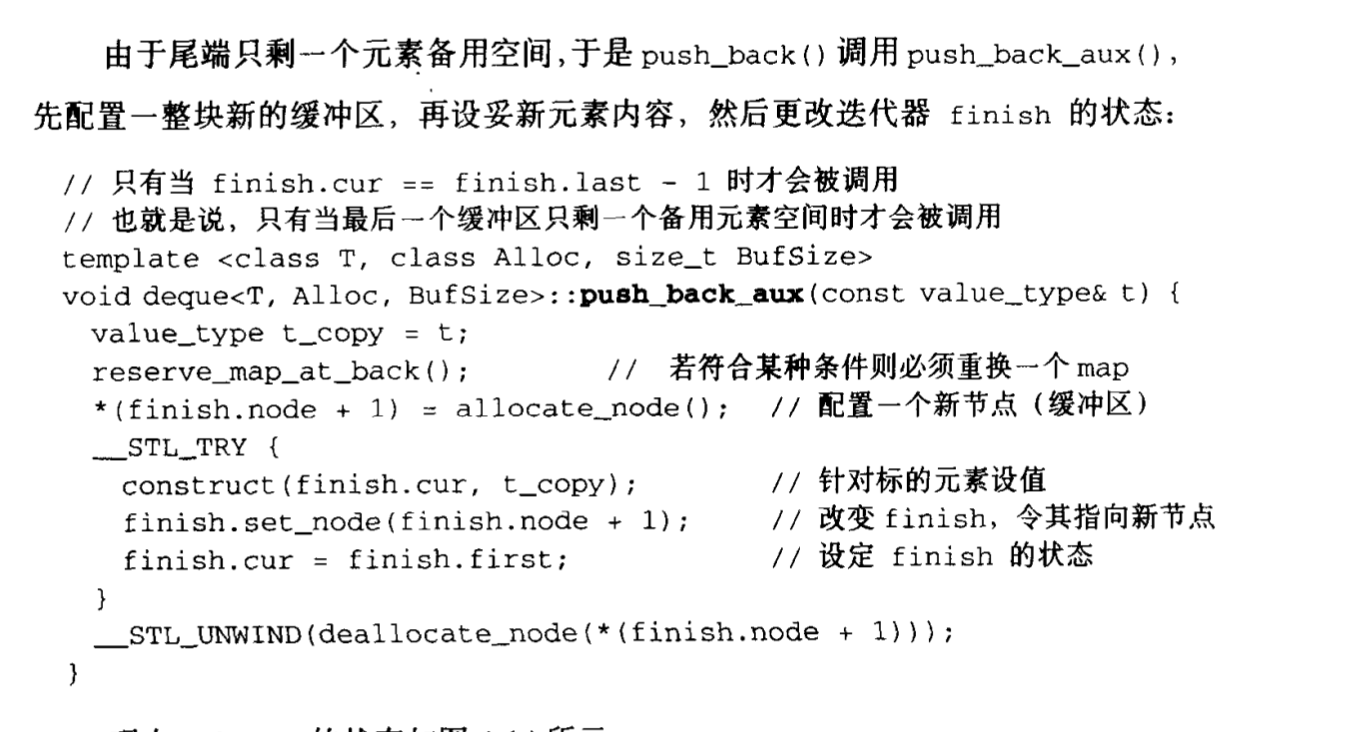 由于尾端只剩一个元素备用空间,于是 push_back() 调用 push_back_aux(),
先配置一整块新的缓冲区, 再设妥新元素内容, 然后更改迭代器 finish 的状态:
// 只有当 finish.cur == finish.last - 1 时才会被调用
// 也就是说, 只有当最后一个缓冲区只剩一个备用元素空间时才会被调用
template <class T, class Alloc, size_t BufSize>
void deque<T, Alloc, BufSize>::push_back_aux(const value_type& t) {
value_type t_copy = t;
reserve_map_at_back(); // 若符合某种条件则必须重换一个 map
*(finish.node + 1) = allocate_node(); // 配置一个新节点 (缓冲区)
__STL_TRY {
construct(finish.cur, t_copy); // 针对标的元素设值
finish.set_node(finish.node + 1); // 改变 finish, 令其指向新节点
finish.cur = finish.first; // 设定 finish 的状态
}
__STL_UNWIND(deallocate_node(*(finish.node + 1)));
}